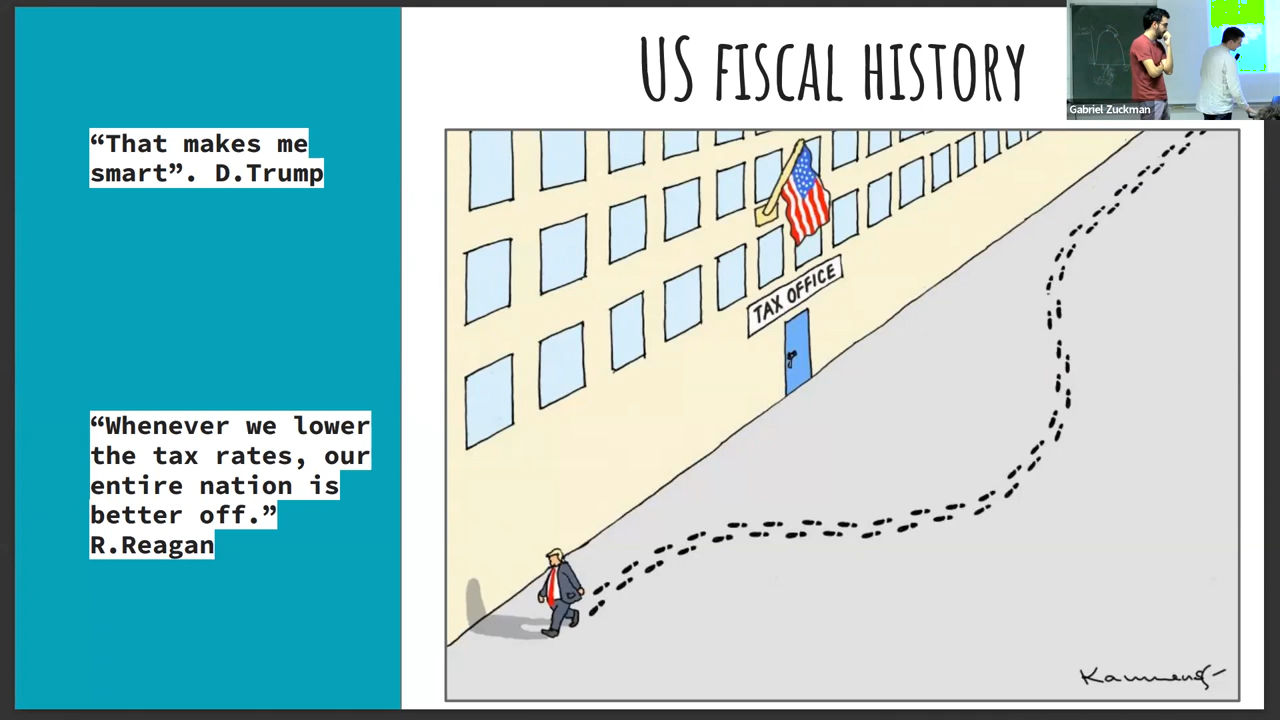 US FISCAL HISTORY
Gabriel Zuckman
“That makes me
smart”. D.Trump
“Whenever we lower
the tax rates, our
entire nation is
better off.”
R.Reagan
TAX OFFICE